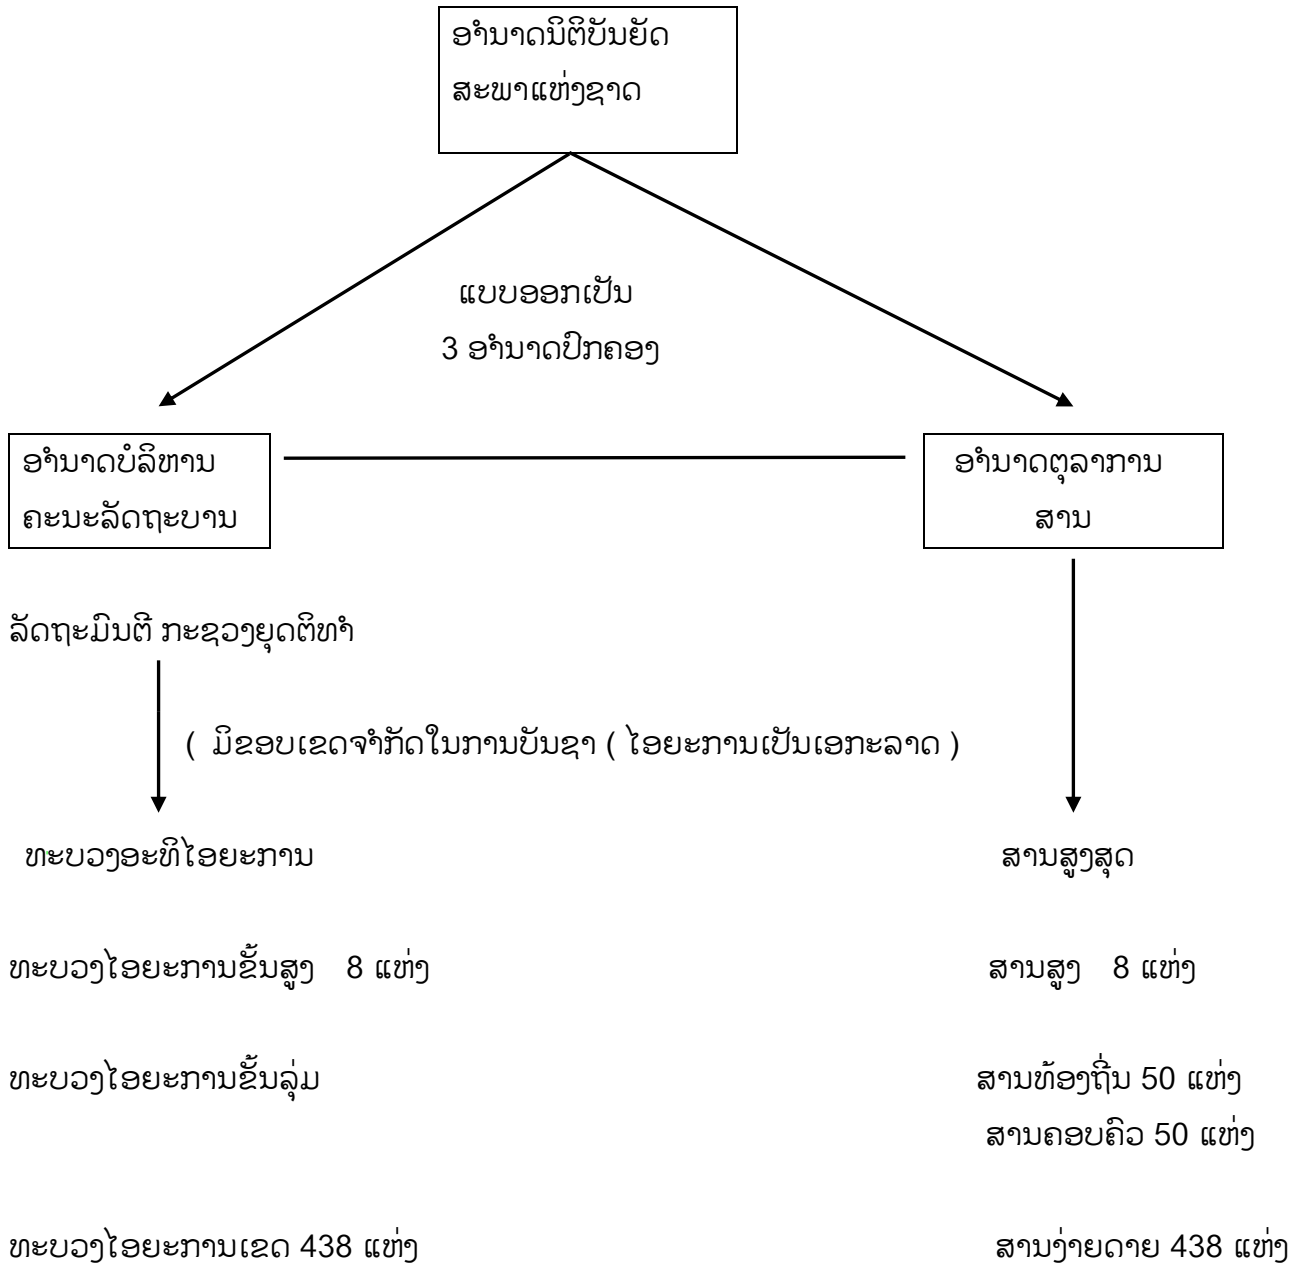 ອຳນາດນິຕິບັນຍັດ
ສະພາແຫ່ງຊາດ
ແບບອອກເປັນ
3 ອຳນາດປົກຄອງ
ອຳນາດບໍລິຫານ
ຄະນະລັດຖະບານ
ອຳນາດຕຸລາການ
ສານ
ລັດຖະມົນຕີ ກະຊວງຍຸດຕິທຳ
( ມີຂອບເຂດຈຳກັດໃນການບັນຊາ ( ໄອຍະການເປັນເອກະລາດ )
ທະບວງອະທິໄອຍະການ
ສານສູງສຸດ
ທະບວງໄອຍະການຂັ້ນສູງ 8 ແຫ່ງ
ສານສູງ 8 ແຫ່ງ
ທະບວງໄອຍະການຂັ້ນລຸ່ມ
ສານທ້ອງຖິ່ນ 50 ແຫ່ງ
ສານຄອບຄົວ 50 ແຫ່ງ
ທະບວງໄອຍະການເຂດ 438 ແຫ່ງ
ສານງ່າຍດາຍ 438 ແຫ່ງ